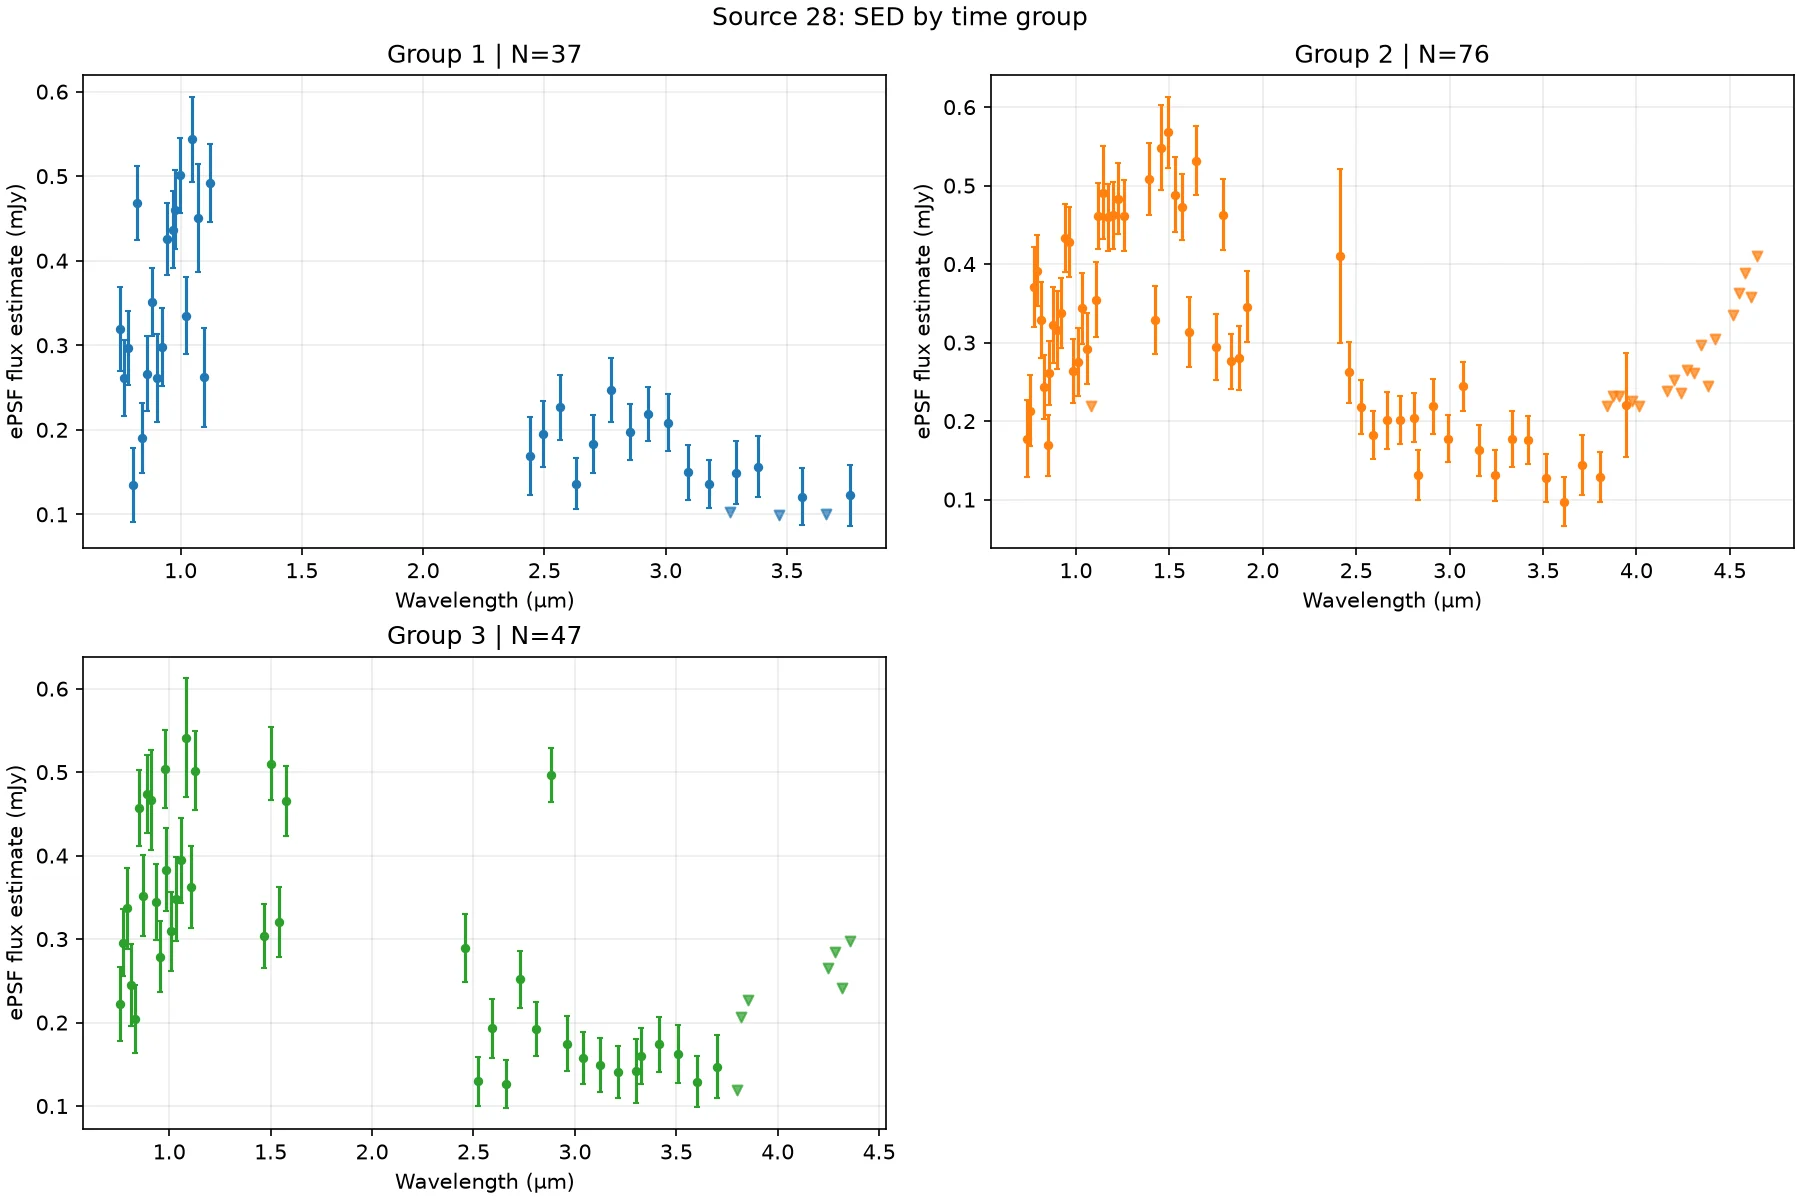 Source 28: SED by time group
Group 1 | N=37
ePSF flux estimate (mJy)
0.6
0.5
0.4
0.3
0.2
0.1
1.0 1.5 2.0 2.5 3.0 3.5
Wavelength (μm)
Group 2 | N=76
ePSF flux estimate (mJy)
0.6
0.5
0.4
0.3
0.2
0.1
1.0 1.5 2.0 2.5 3.0 3.5 4.0 4.5
Wavelength (μm)
Group 3 | N=47
ePSF flux estimate (mJy)
0.6
0.5
0.4
0.3
0.2
0.1
1.0 1.5 2.0 2.5 3.0 3.5 4.0 4.5
Wavelength (μm)